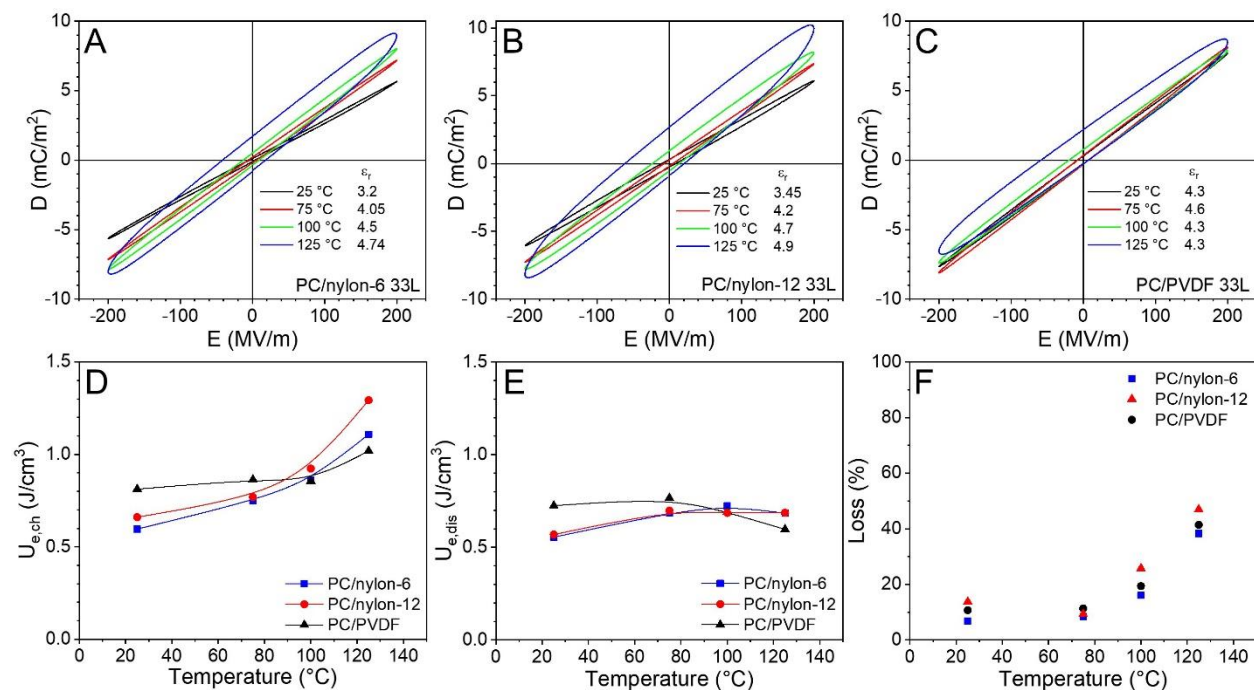 A
D (mC/m²)
10
5
0
-5
-10
εᵣ
25 °C 3.2
75 °C 4.05
100 °C 4.5
125 °C 4.74
PC/nylon-6 33L
-200 -100 0 100 200
E (MV/m)
B
D (mC/m²)
10
5
0
-5
-10
εᵣ
25 °C 3.45
75 °C 4.2
100 °C 4.7
125 °C 4.9
PC/nylon-12 33L
-200 -100 0 100 200
E (MV/m)
C
D (mC/m²)
10
5
0
-5
-10
εᵣ
25 °C 4.3
75 °C 4.6
100 °C 4.3
125 °C 4.3
PC/PVDF 33L
-200 -100 0 100 200
E (MV/m)
D
Uₑ,cₕ (J/cm³)
1.5
1.0
0.5
0.0
PC/nylon-6
PC/nylon-12
PC/PVDF
0 20 40 60 80 100 120 140
Temperature (°C)
E
Uₑ,dis (J/cm³)
1.5
1.0
0.5
0.0
PC/nylon-6
PC/nylon-12
PC/PVDF
0 20 40 60 80 100 120 140
Temperature (°C)
F
Loss (%)
100
80
60
40
20
0
PC/nylon-6
PC/nylon-12
PC/PVDF
0 20 40 60 80 100 120 140
Temperature (°C)